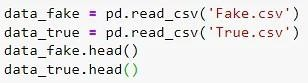 data_fake = pd.read_csv('Fake.csv')
data_true = pd.read_csv('True.csv')
data_fake.head()
data_true.head()